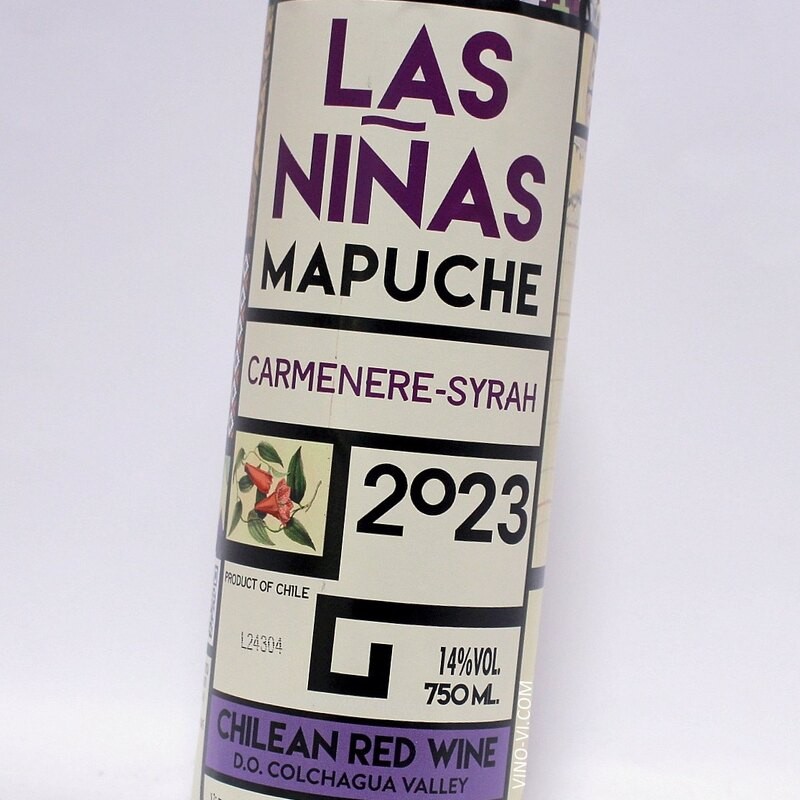 LAS
NIÑAS
MAPUCHE
CARMENERE-SYRAH
2023
PRODUCT OF CHILE
L24304
14%VOL.
750 ML.
CHILEAN RED WINE
D.O. COLCHAGUA VALLEY
VINO-VI.COM